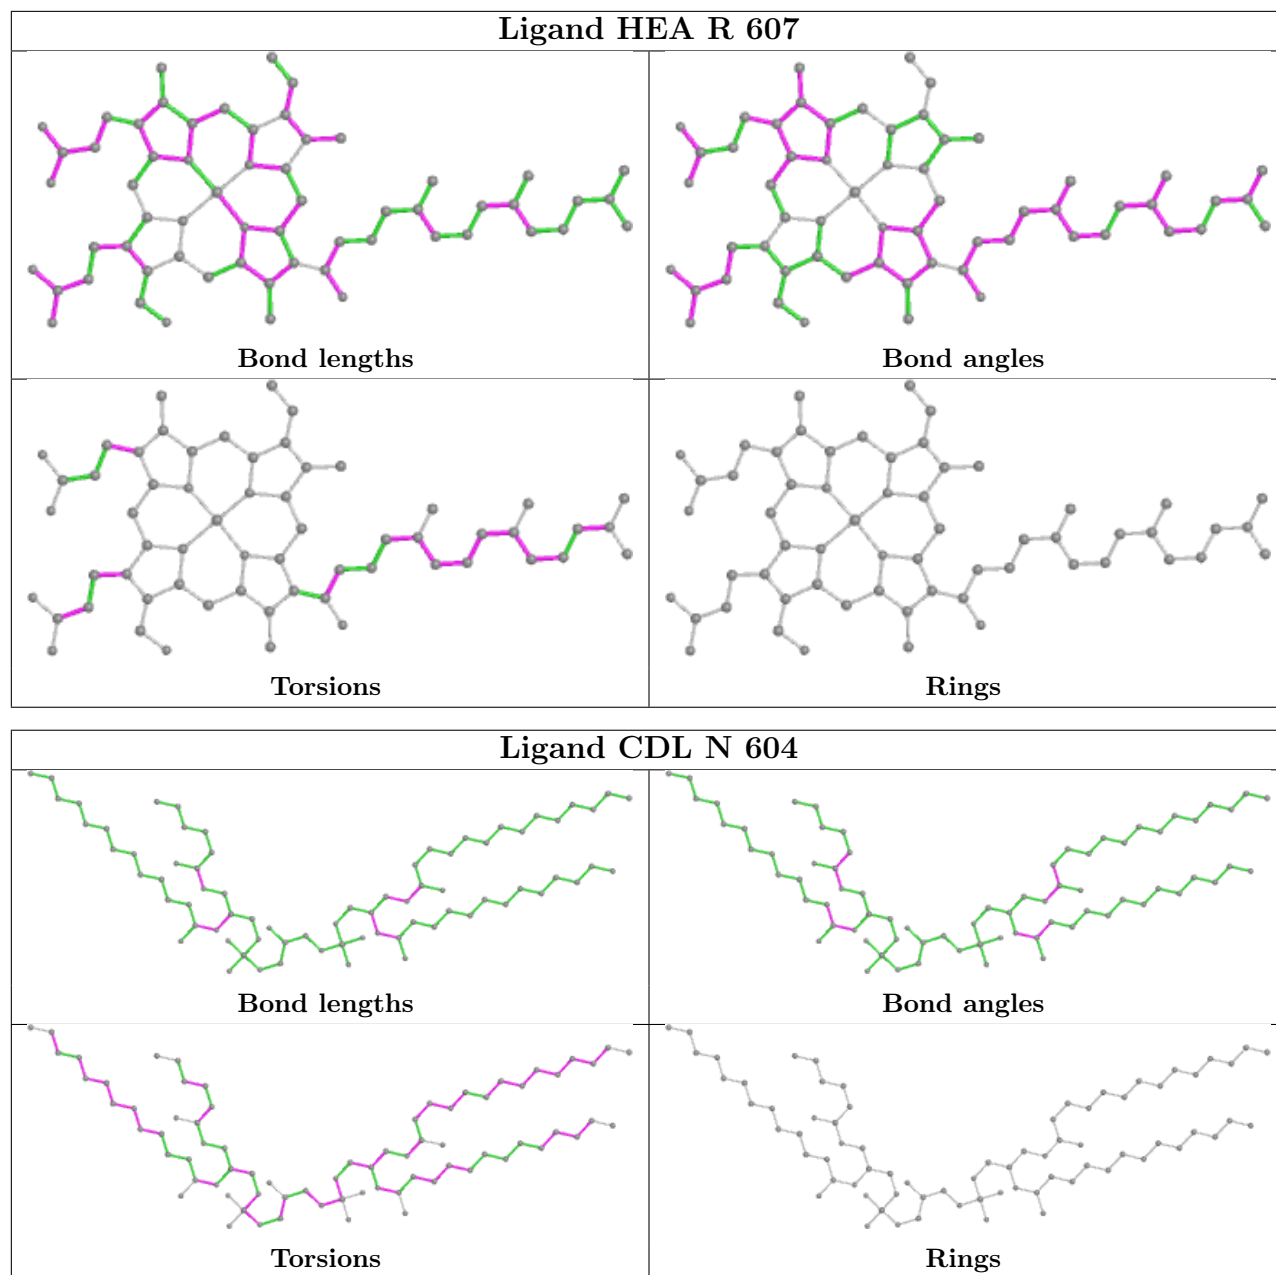 Ligand HEA R 607
Bond lengths
Bond angles
Torsions
Rings
Ligand CDL N 604
Bond lengths
Bond angles
Torsions
Rings